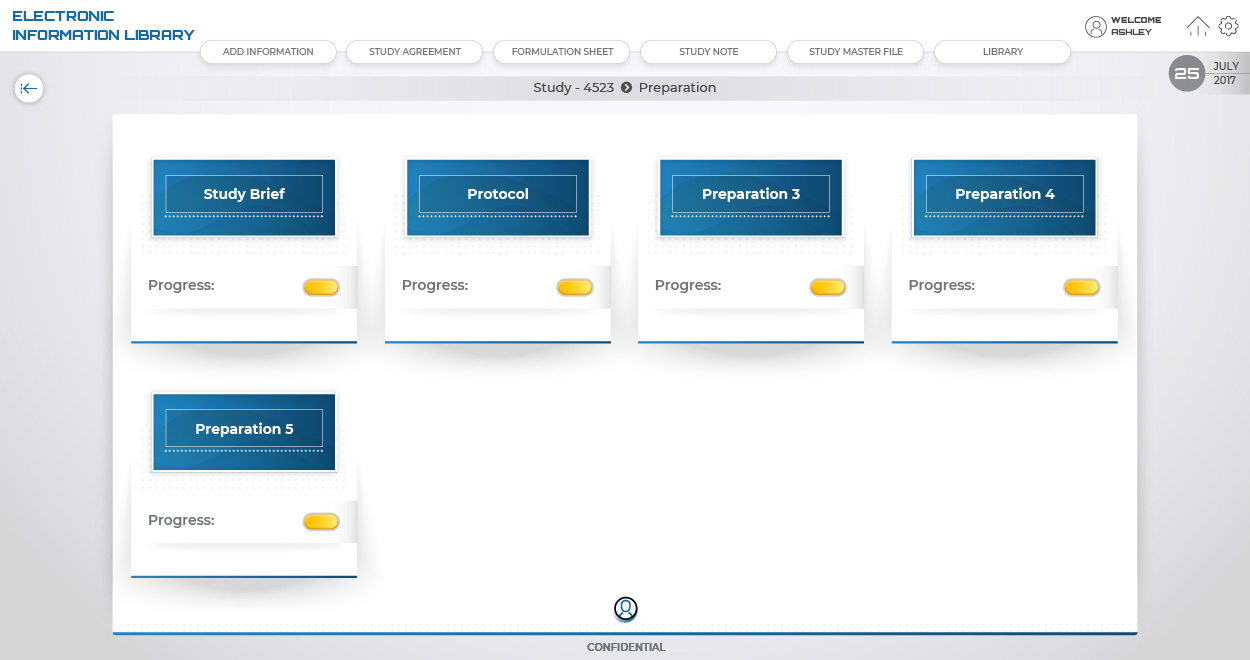 ELECTRONIC
INFORMATION LIBRARY
WELCOME
ASHLEY
ADD INFORMATION
STUDY AGREEMENT
FORMULATION SHEET
STUDY NOTE
STUDY MASTER FILE
LIBRARY
25
JULY
2017
Study - 4523 Preparation
Study Brief
Protocol
Preparation 3
Preparation 4
Progress:
Progress:
Progress:
Progress:
Preparation 5
Progress:
CONFIDENTIAL